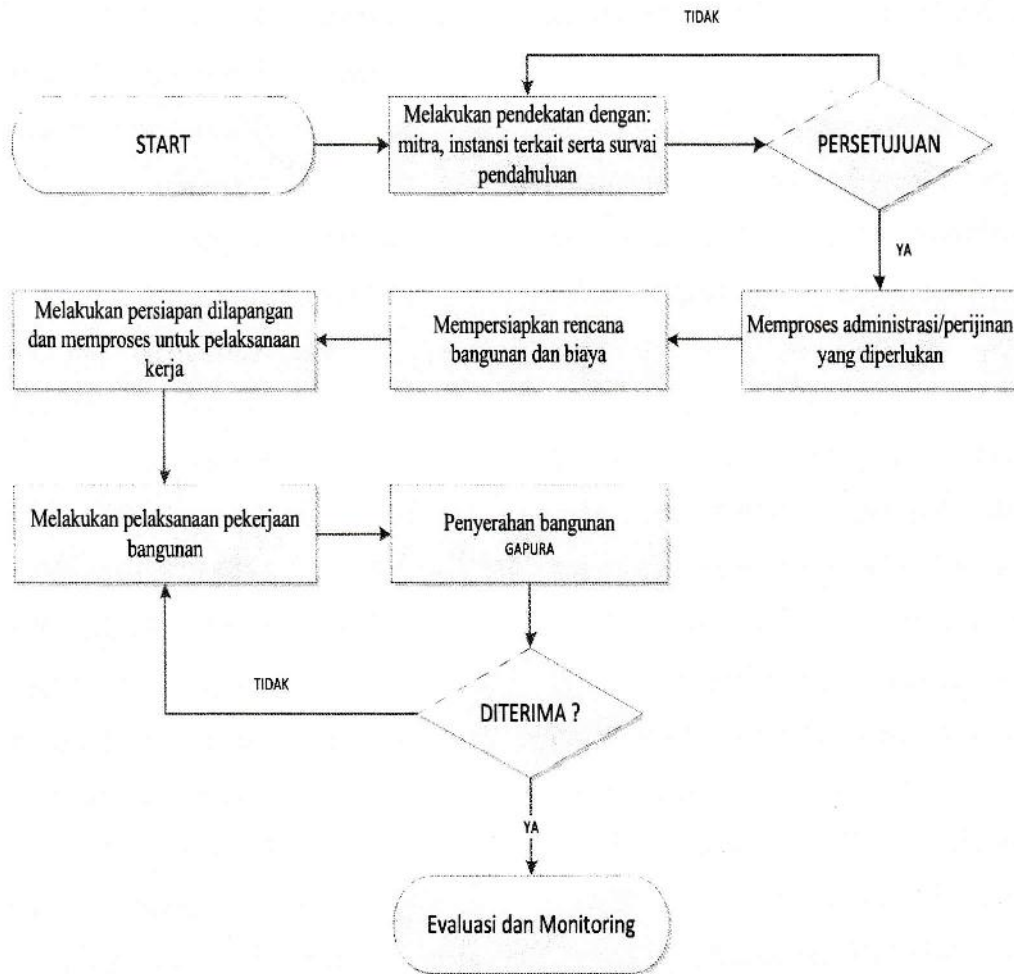 TIDAK
START
Melakukan pendekatan dengan:
mitra, instansi terkait serta survai
pendahuluan
PERSETUJUAN
YA
Melakukan persiapan dilapangan
dan memproses untuk pelaksanaan
kerja
Mempersiapkan rencana
bangunan dan biaya
Memproses administrasi/perijinan
yang diperlukan
Melakukan pelaksanaan pekerjaan
bangunan
Penyerahan bangunan
GAPURA
TIDAK
DITERIMA ?
YA
Evaluasi dan Monitoring